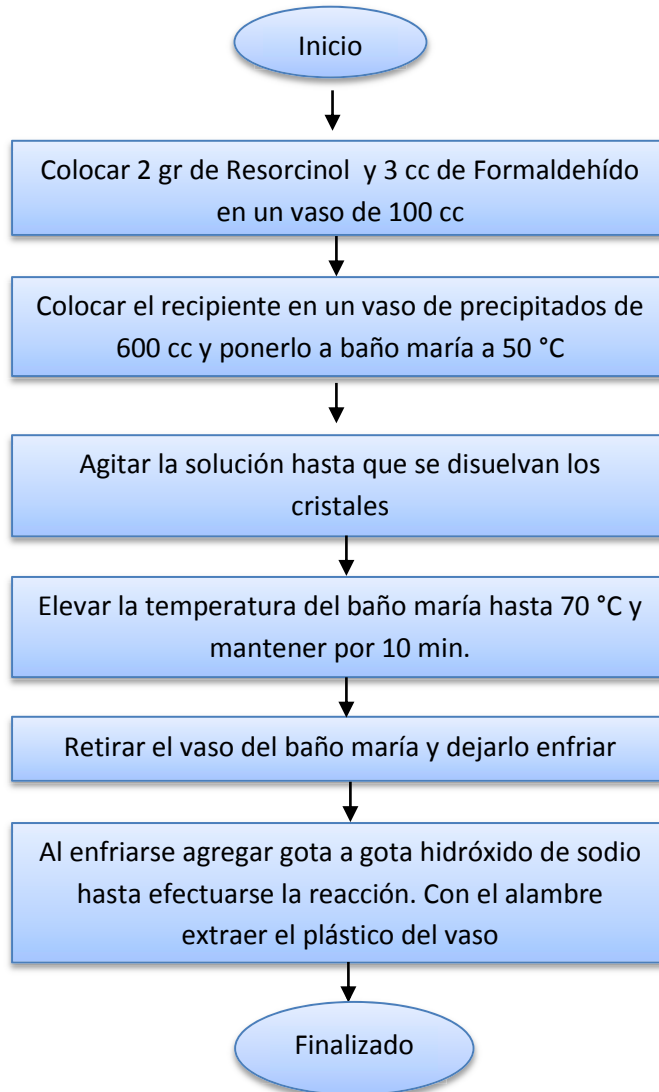 Inicio
Colocar 2 gr de Resorcinol  y 3 cc de Formaldehído
en un vaso de 100 cc
Colocar el recipiente en un vaso de precipitados de
600 cc y ponerlo a baño maría a 50 °C
Agitar la solución hasta que se disuelvan los
cristales
Elevar la temperatura del baño maría hasta 70 °C y
mantener por 10 min.
Retirar el vaso del baño maría y dejarlo enfriar
Al enfriarse agregar gota a gota hidróxido de sodio
hasta efectuarse la reacción. Con el alambre
extraer el plástico del vaso
Finalizado